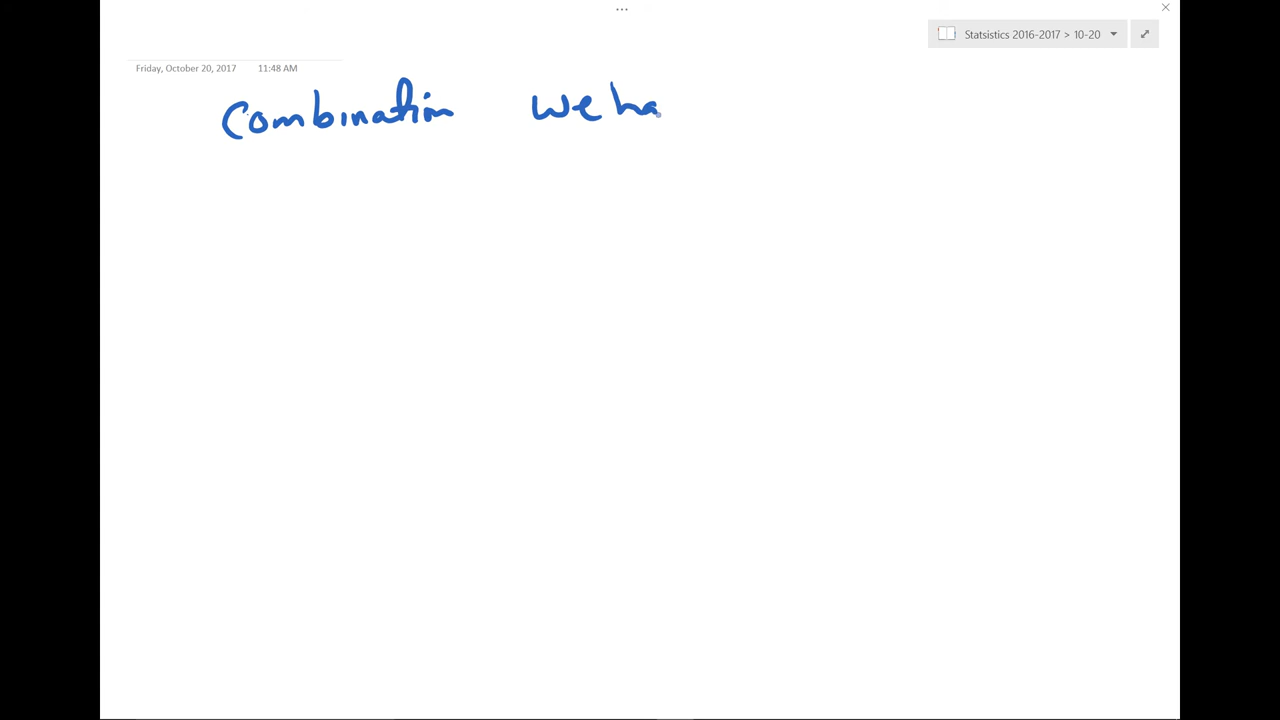 ...
Statsistics 2016-2017 > 10-20
Friday, October 20, 2017 11:48 AM
Combination We ha